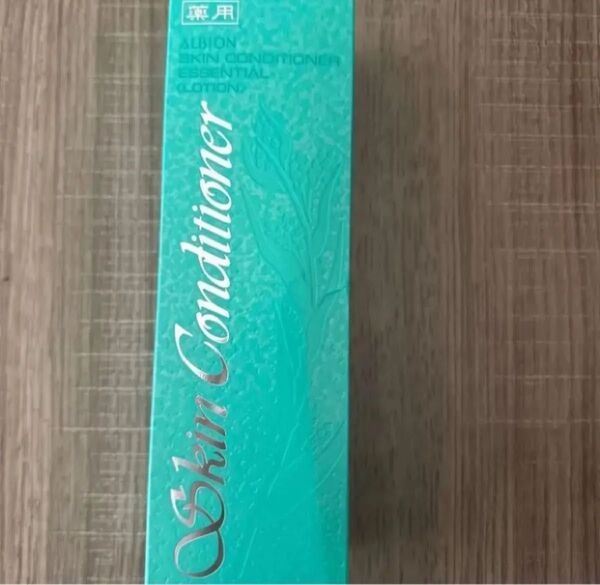 薬用
ALBION
SKIN CONDITIONER
ESSENTIAL
<LOTION>
Skin Conditioner